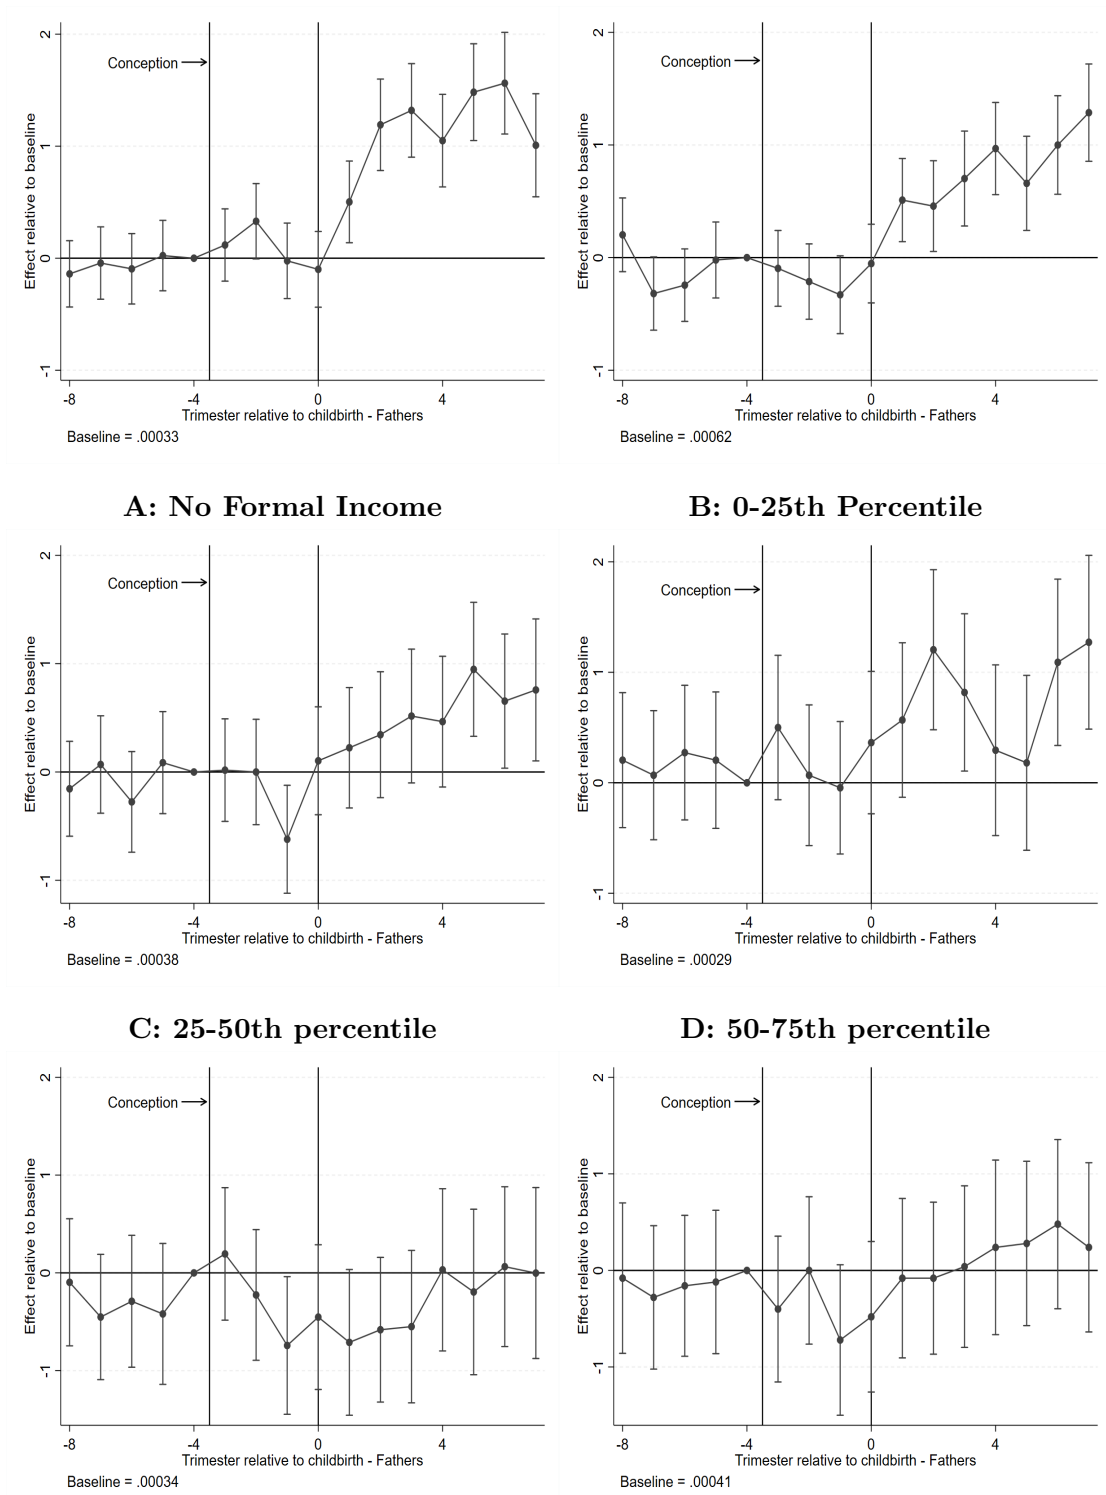 2
1
0
-1
Effect relative to baseline
Conception
-8 -4 0 4
Trimester relative to childbirth - Fathers
Baseline = .00033
2
1
0
-1
Effect relative to baseline
Conception
-8 -4 0 4
Trimester relative to childbirth - Fathers
Baseline = .00062
A: No Formal Income
B: 0-25th Percentile
2
1
0
-1
Effect relative to baseline
Conception
-8 -4 0 4
Trimester relative to childbirth - Fathers
Baseline = .00038
2
1
0
-1
Effect relative to baseline
Conception
-8 -4 0 4
Trimester relative to childbirth - Fathers
Baseline = .00029
C: 25-50th percentile
D: 50-75th percentile
2
1
0
-1
Effect relative to baseline
Conception
-8 -4 0 4
Trimester relative to childbirth - Fathers
Baseline = .00034
2
1
0
-1
Effect relative to baseline
Conception
-8 -4 0 4
Trimester relative to childbirth - Fathers
Baseline = .00041